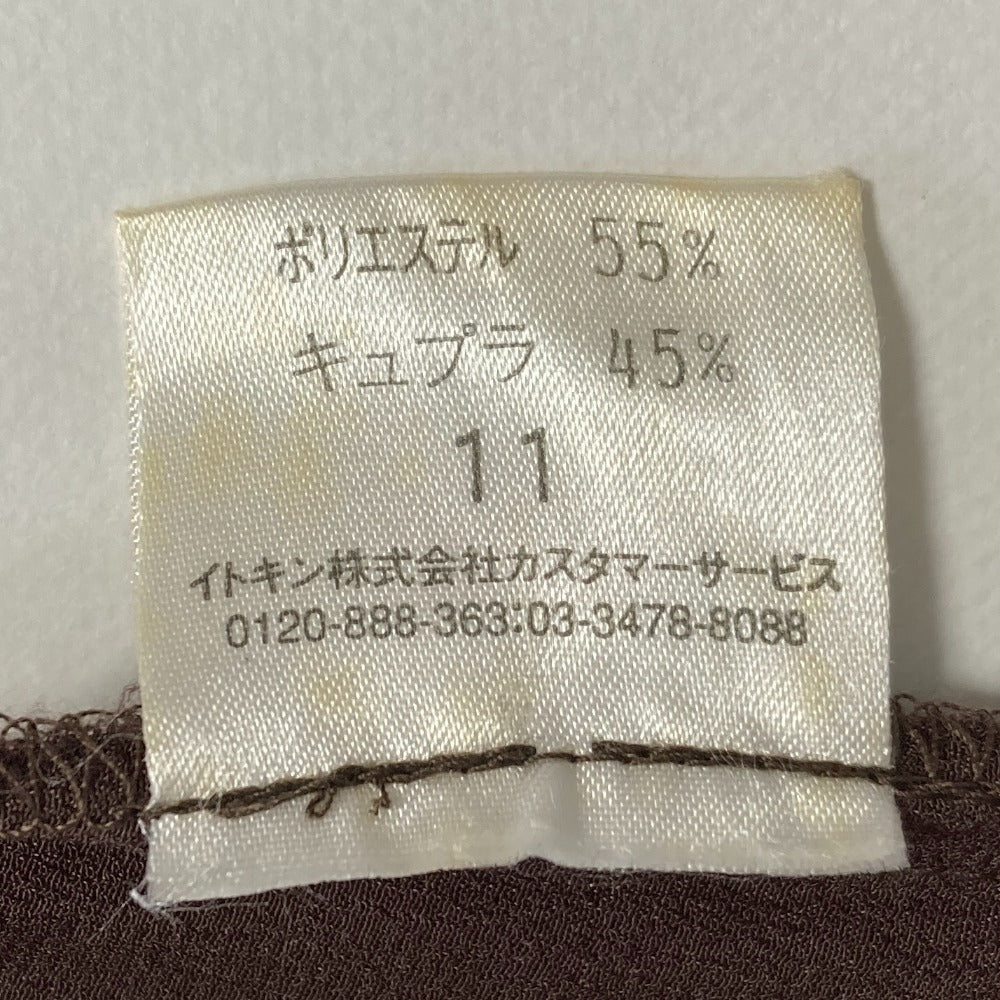 ポリエステル 55%
キュプラ 45%
11
イトキン株式会社カスタマーサービス
0120-888-363:03-3478-8088